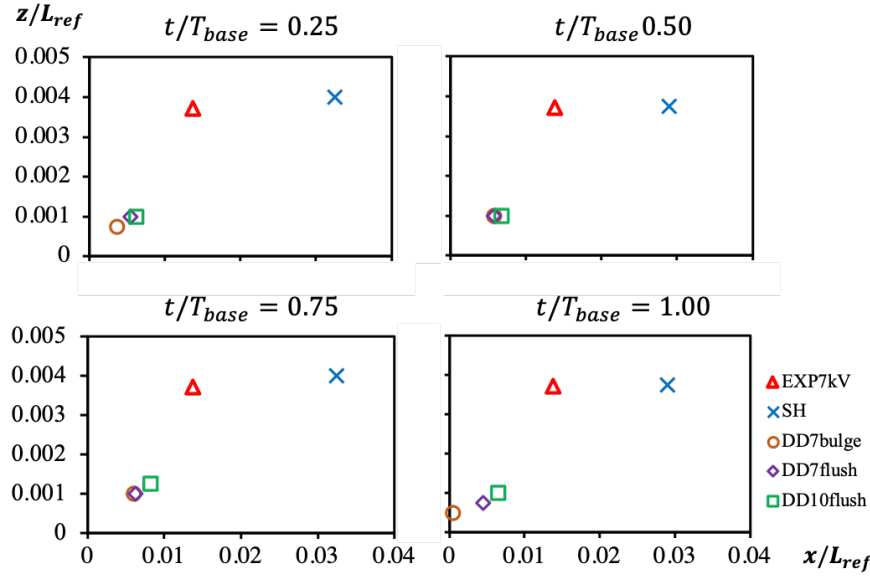 z/L_ref
t/T_base = 0.25
t/T_base 0.50
0.005
0.004
0.003
0.002
0.001
0
t/T_base = 0.75
t/T_base = 1.00
0.005
0.004
0.003
0.002
0.001
0
EXP7kV
SH
DD7bulge
DD7flush
DD10flush
0 0.01 0.02 0.03 0.04
0 0.01 0.02 0.03 0.04
x/L_ref